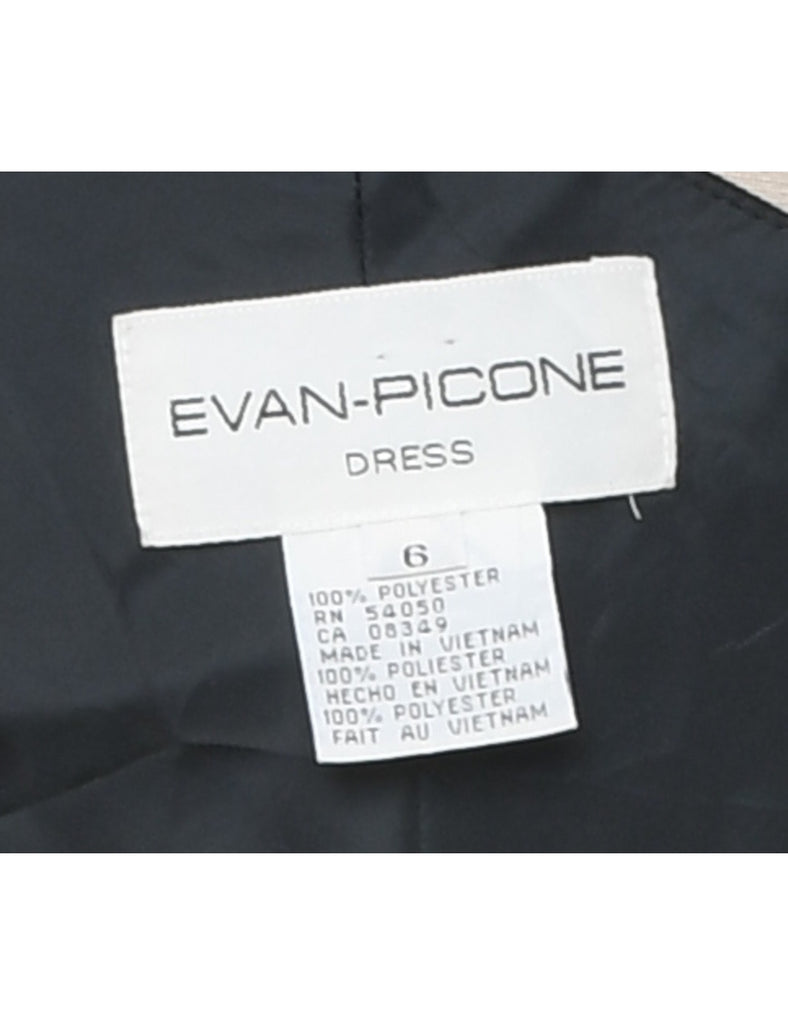 EVAN-PICONE
DRESS
6
100% POLYESTER
RN 54050
CA 08349
MADE IN VIETNAM
100% POLIESTER
HECHO EN VIETNAM
100% POLYESTER
FAIT AU VIETNAM